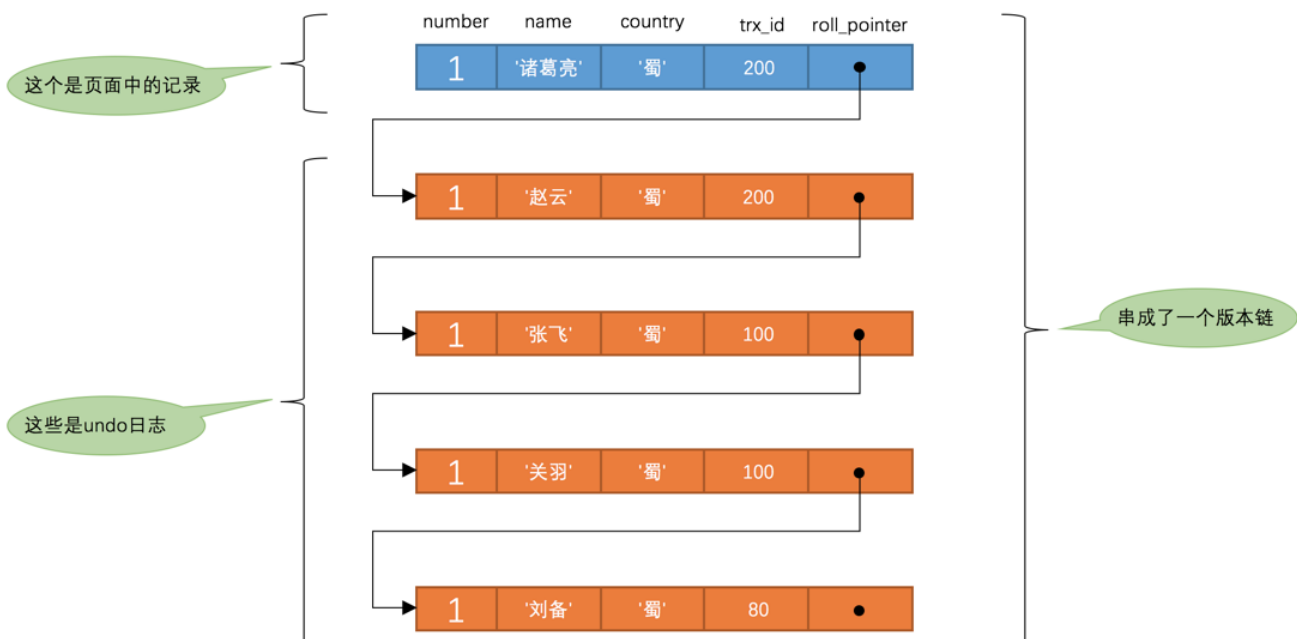 number name country trx_id roll_pointer
1 '诸葛亮' '蜀' 200
这个是页面中的记录
1 '赵云' '蜀' 200
1 '张飞' '蜀' 100
串成了一个版本链
这些是undo日志
1 '关羽' '蜀' 100
1 '刘备' '蜀' 80